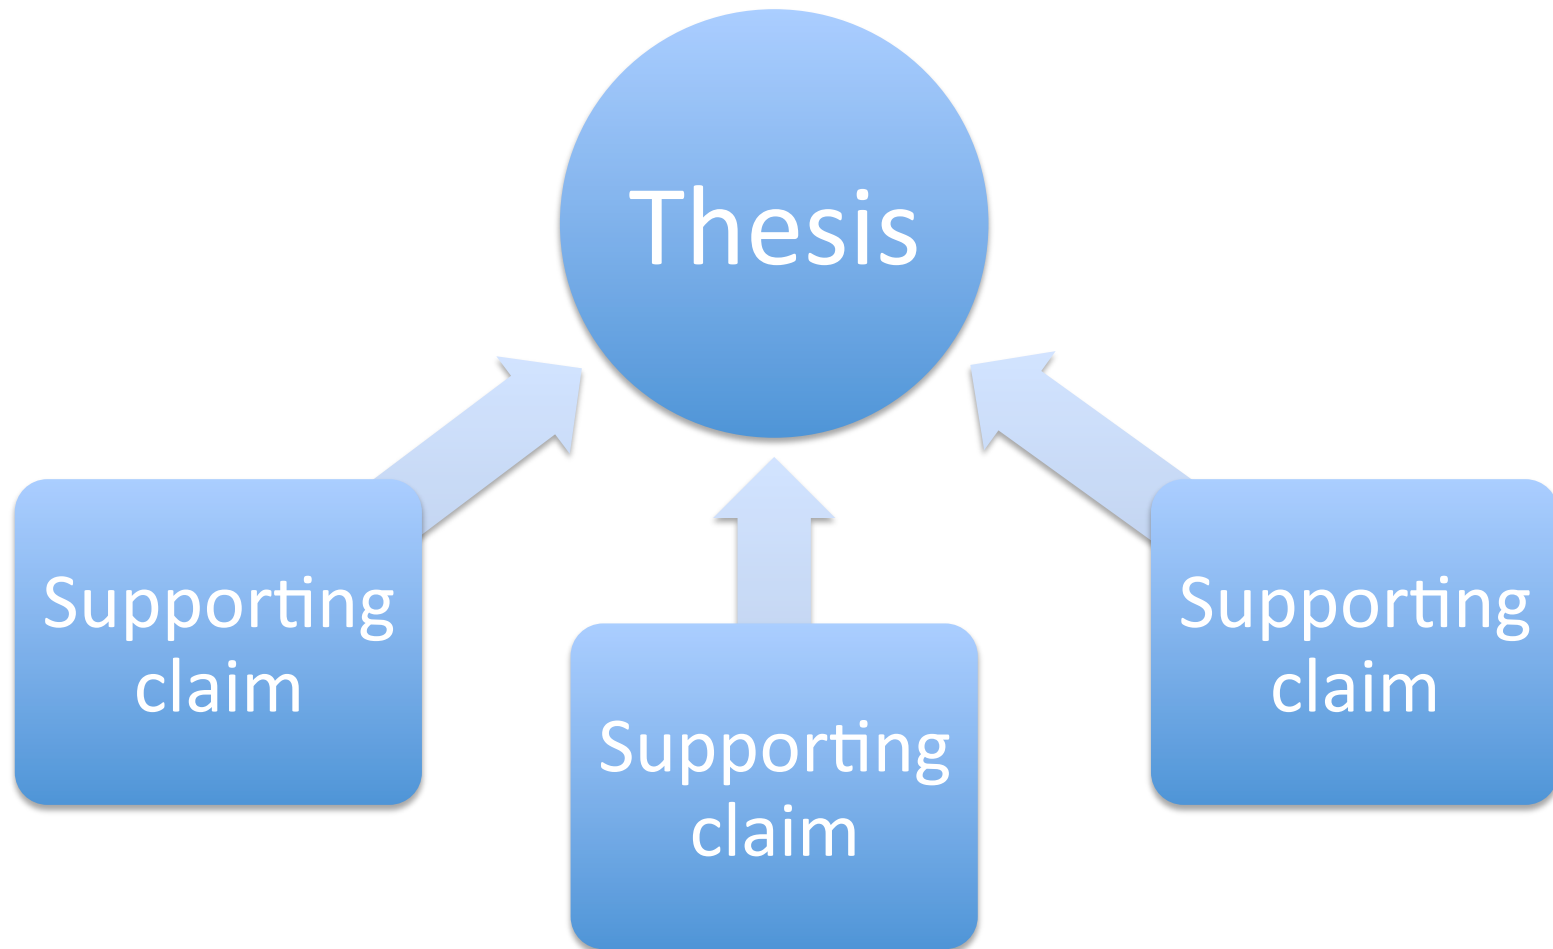 Thesis
Supporting
claim
Supporting
claim
Supporting
claim